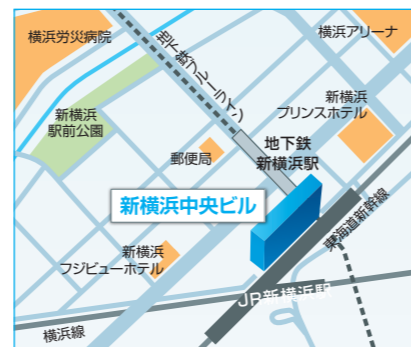 横浜労災病院
横浜アリーナ
地下鉄ブルーライン
新横浜
プリンスホテル
新横浜
駅前公園
地下鉄
新横浜駅
郵便局
新横浜中央ビル
東海道新幹線
新横浜
フジビューホテル
JR新横浜駅
横浜線